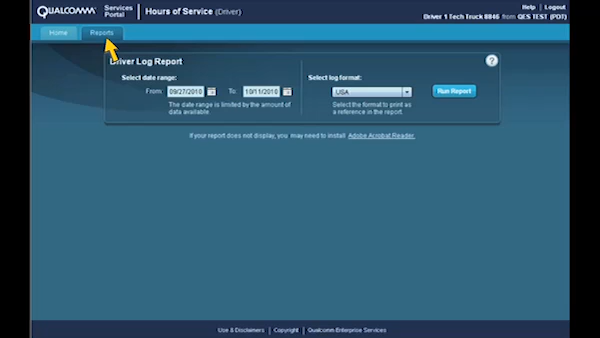 QUALCOMM Services Portal Hours of Service (Driver) Help | Logout
Driver 1 Tech Truck 8846 from QES TEST (PDT)
Home Reports
Driver Log Report ?
Select date range: Select log format:
From: 09/27/2010 To: 10/11/2010 USA Run Report
The date range is limited by the amount of data available.
Select the format to print as a reference in the report.
If your report does not display, you may need to install Adobe Acrobat Reader.
Use & Disclaimers | Copyright | Qualcomm Enterprise Services